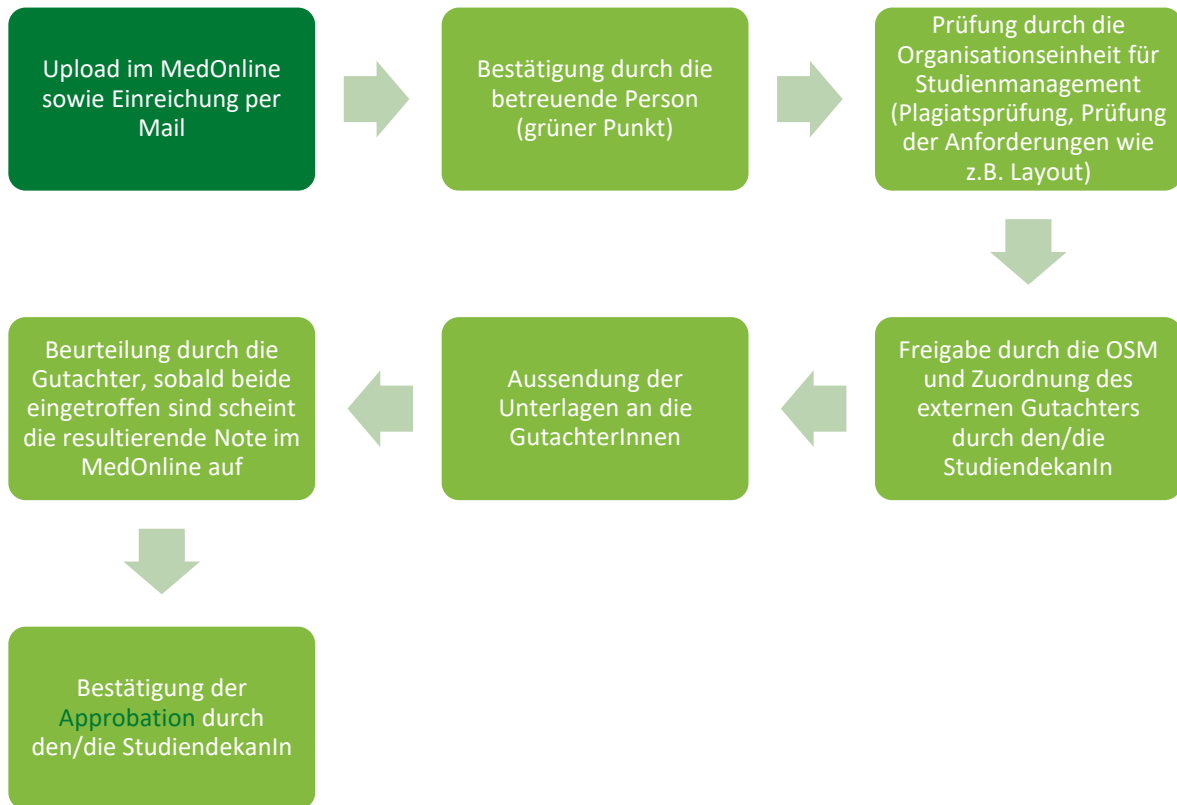 Upload im MedOnline
sowie Einreichung per
Mail
Bestätigung durch die
betreuende Person
(grüner Punkt)
Prüfung durch die
Organisationseinheit für
Studienmanagement
(Plagiatsprüfung, Prüfung
der Anforderungen wie
z.B. Layout)
Freigabe durch die OSM
und Zuordnung des
externen Gutachters
durch den/die
StudiendekanIn
Aussendung der
Unterlagen an die
GutachterInnen
Beurteilung durch die
Gutachter, sobald beide
eingetroffen sind scheint
die resultierende Note im
MedOnline auf
Bestätigung der
Approbation durch
den/die StudiendekanIn